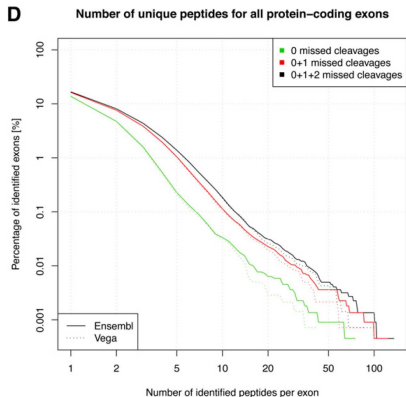 D
Number of unique peptides for all protein–coding exons
Percentage of identified exons [%]
100
10
1
0.1
0.01
0.001
0 missed cleavages
0+1 missed cleavages
0+1+2 missed cleavages
Ensembl
Vega
1 2 5 10 20 50 100
Number of identified peptides per exon